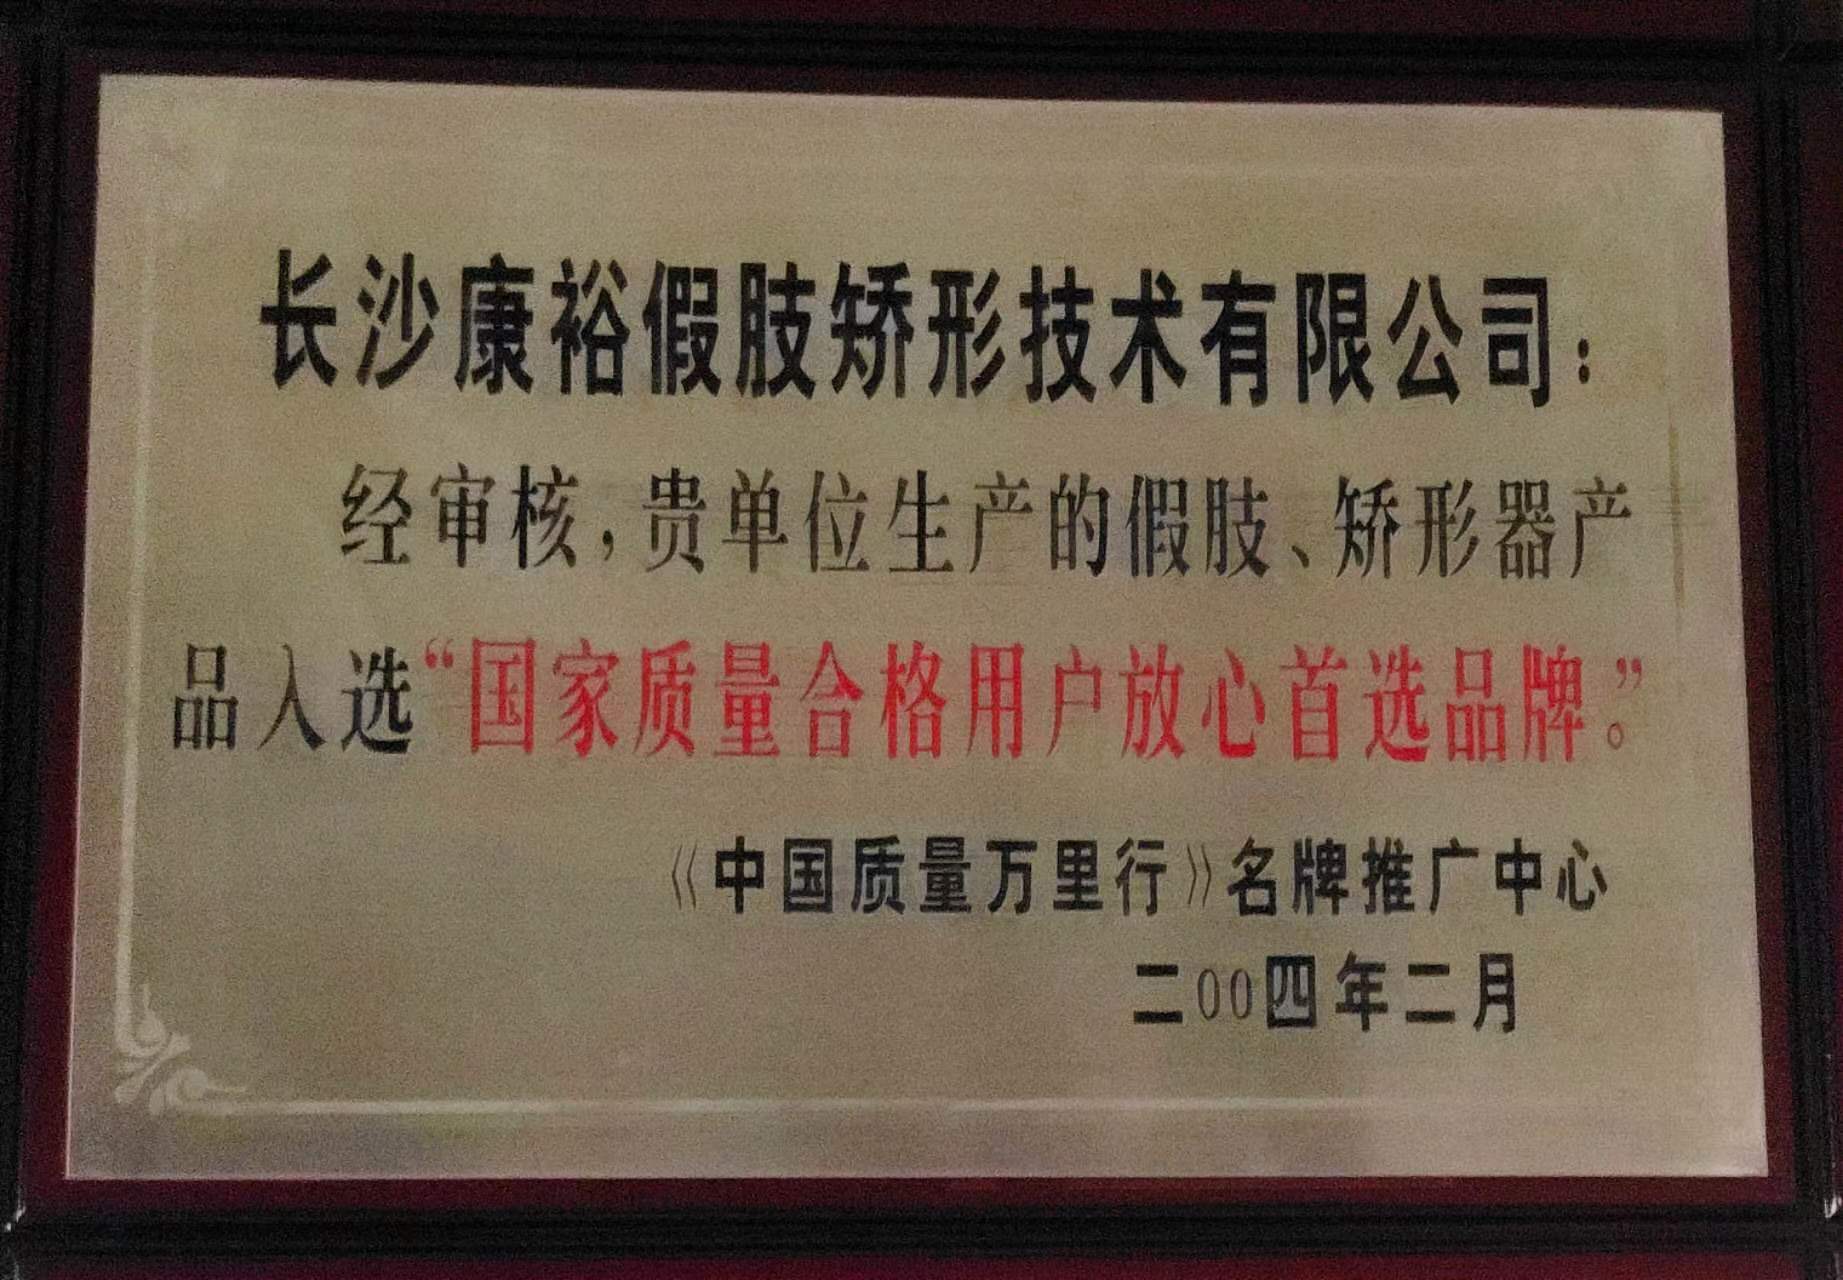 长沙康裕假肢矫形技术有限公司：
经审核，贵单位生产的假肢、矫形器产
品入选“国家质量合格用户放心首选品牌”。
《中国质量万里行》名牌推广中心
二00四年二月